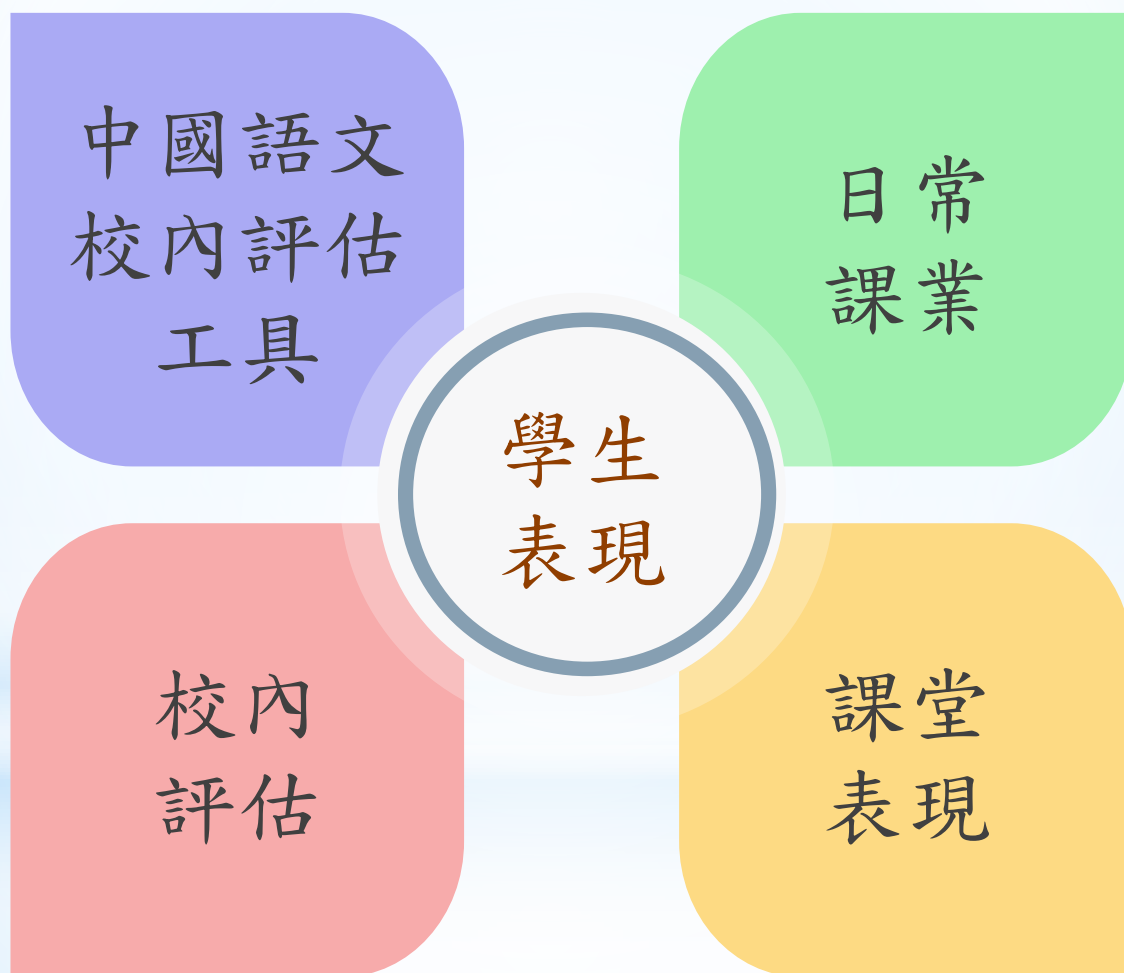 中國語文
校內評估
工具
日常
課業
學生
表現
校內
評估
課堂
表現